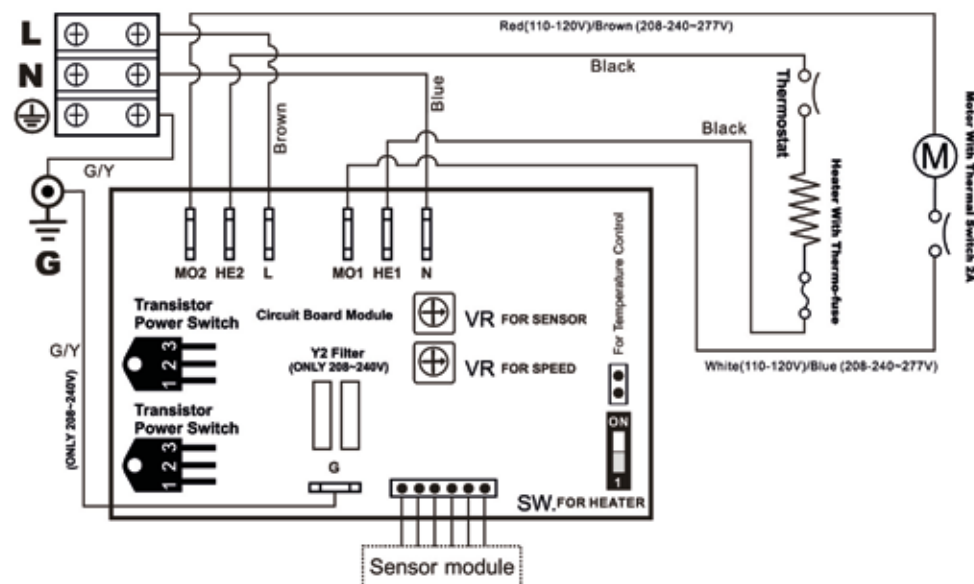 L
N
G/Y
G
Red(110-120V)/Brown (208-240~277V)
Black
Blue
Brown
Black
Thermostat
Heater With Thermo-fuse
M
Motor With Thermal Switch 2A
White(110-120V)/Blue (208-240~277V)
MO2 HE2 L MO1 HE1 N
Transistor
Power Switch
1 2 3
Transistor
Power Switch
1 2 3
Circuit Board Module
Y2 Filter
(ONLY 208~240V)
G
VR FOR SENSOR
VR FOR SPEED
For Temperature Control
ON
1
SW. FOR HEATER
G/Y
(ONLY 208~240V)
Sensor module